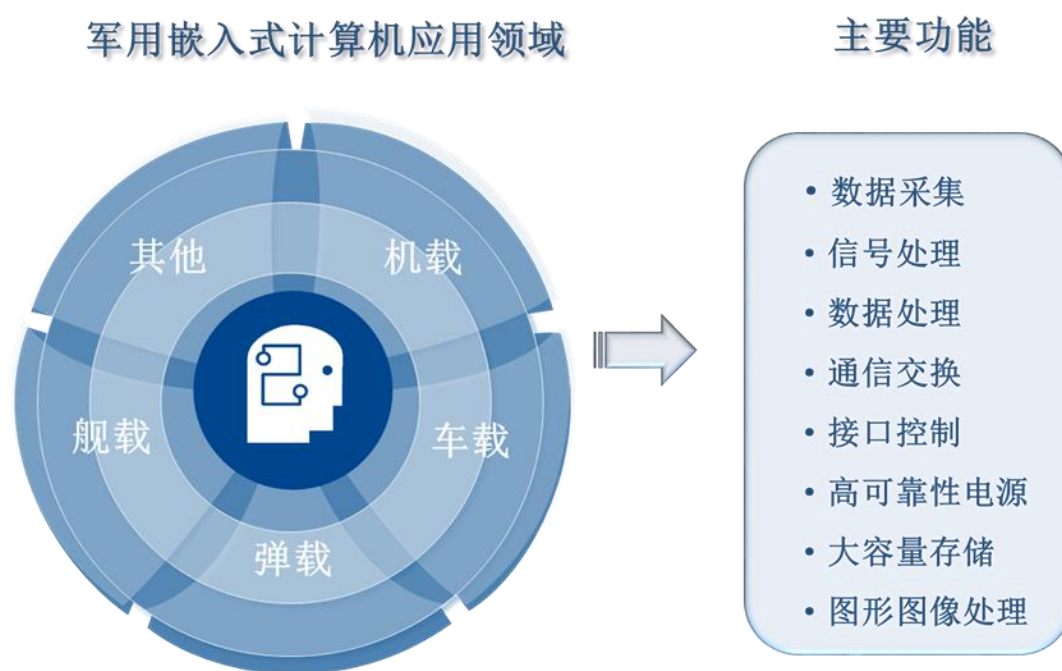 军用嵌入式计算机应用领域
主要功能
其他
机载
舰载
车载
弹载
• 数据采集
• 信号处理
• 数据处理
• 通信交换
• 接口控制
• 高可靠性电源
• 大容量存储
• 图形图像处理